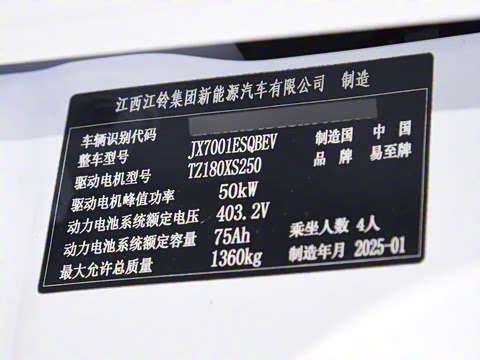 江西江铃集团新能源汽车有限公司 制造
车辆识别代码
整车型号 JX7001ESQBEV 制造国 中 国
驱动电机型号 TZ180XS250 品 牌 易至牌
驱动电机峰值功率 50kW
动力电池系统额定电压 403.2V
动力电池系统额定容量 75Ah 乘坐人数 4人
最大允许总质量 1360kg 制造年月 2025-01